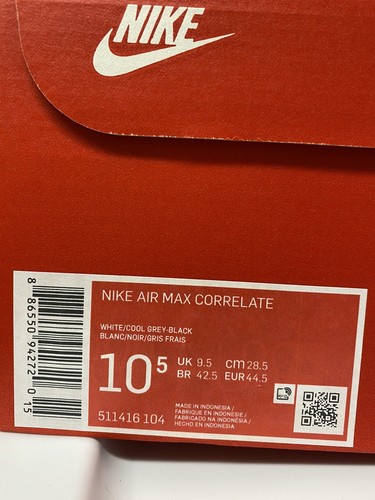 NIKE
NIKE AIR MAX CORRELATE
WHITE/COOL GREY-BLACK
BLANC/NOIR/GRIS FRAIS
10⁵ UK 9.5 cm 28.5
BR 42.5 EUR 44.5
511416 104
MADE IN INDONESIA /
FABRIQUE EN INDONESIE /
FABRICADO NA INDONÉSIA /
HECHO EN INDONESIA
8 86550 94272 0 15